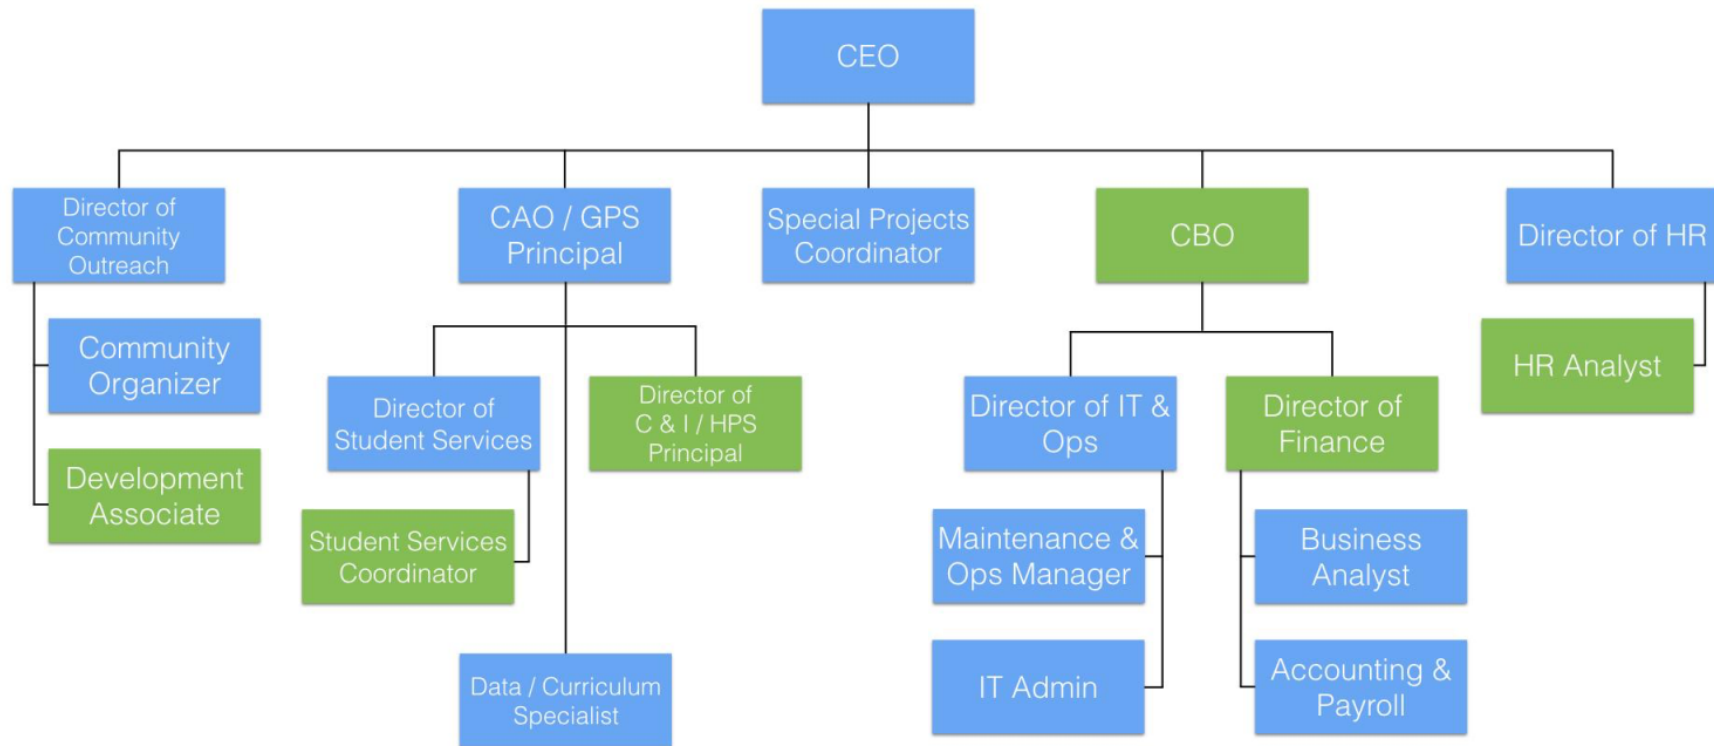 CEO
Director of
Community
Outreach
CAO / GPS
Principal
Special Projects
Coordinator
CBO
Director of HR
Community
Organizer
HR Analyst
Director of
Student Services
Director of
C & I / HPS
Principal
Director of IT &
Ops
Director of
Finance
Development
Associate
Student Services
Coordinator
Maintenance &
Ops Manager
Business
Analyst
Data / Curriculum
Specialist
IT Admin
Accounting &
Payroll